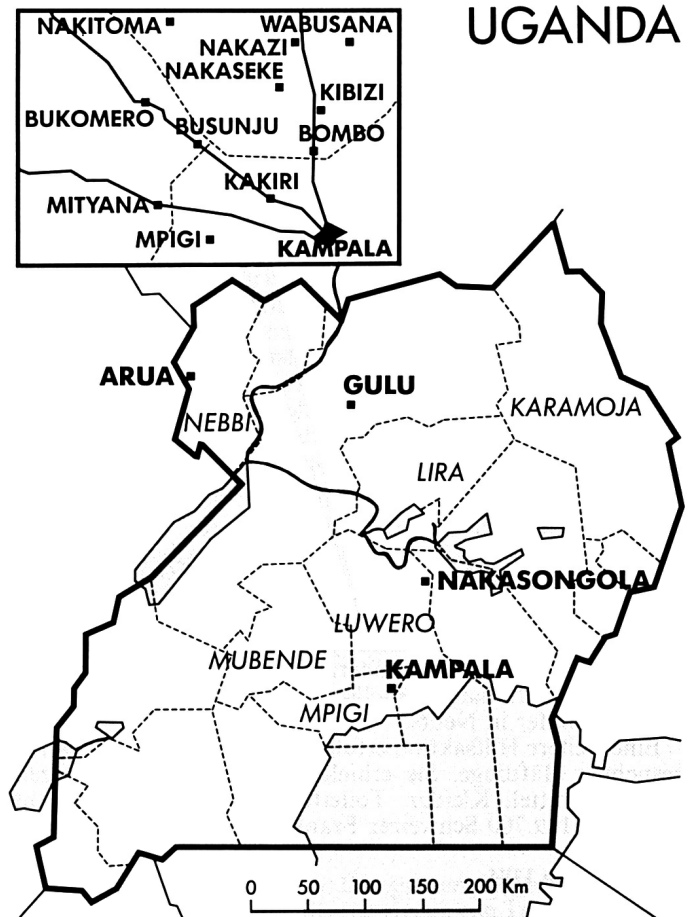 UGANDA
NAKITOMA
WABUSANA
NAKAZI
NAKASEKE
KIBIZI
BUKOMERO
BUSUNJU
BOMBO
KAKIRI
MITYANA
MPIGI
KAMPALA
ARUA
GULU
NEBBI
KARAMOJA
LIRA
NAKASONGOLA
LUWERO
MUBENDE
KAMPALA
MPIGI
0 50 100 150 200 Km